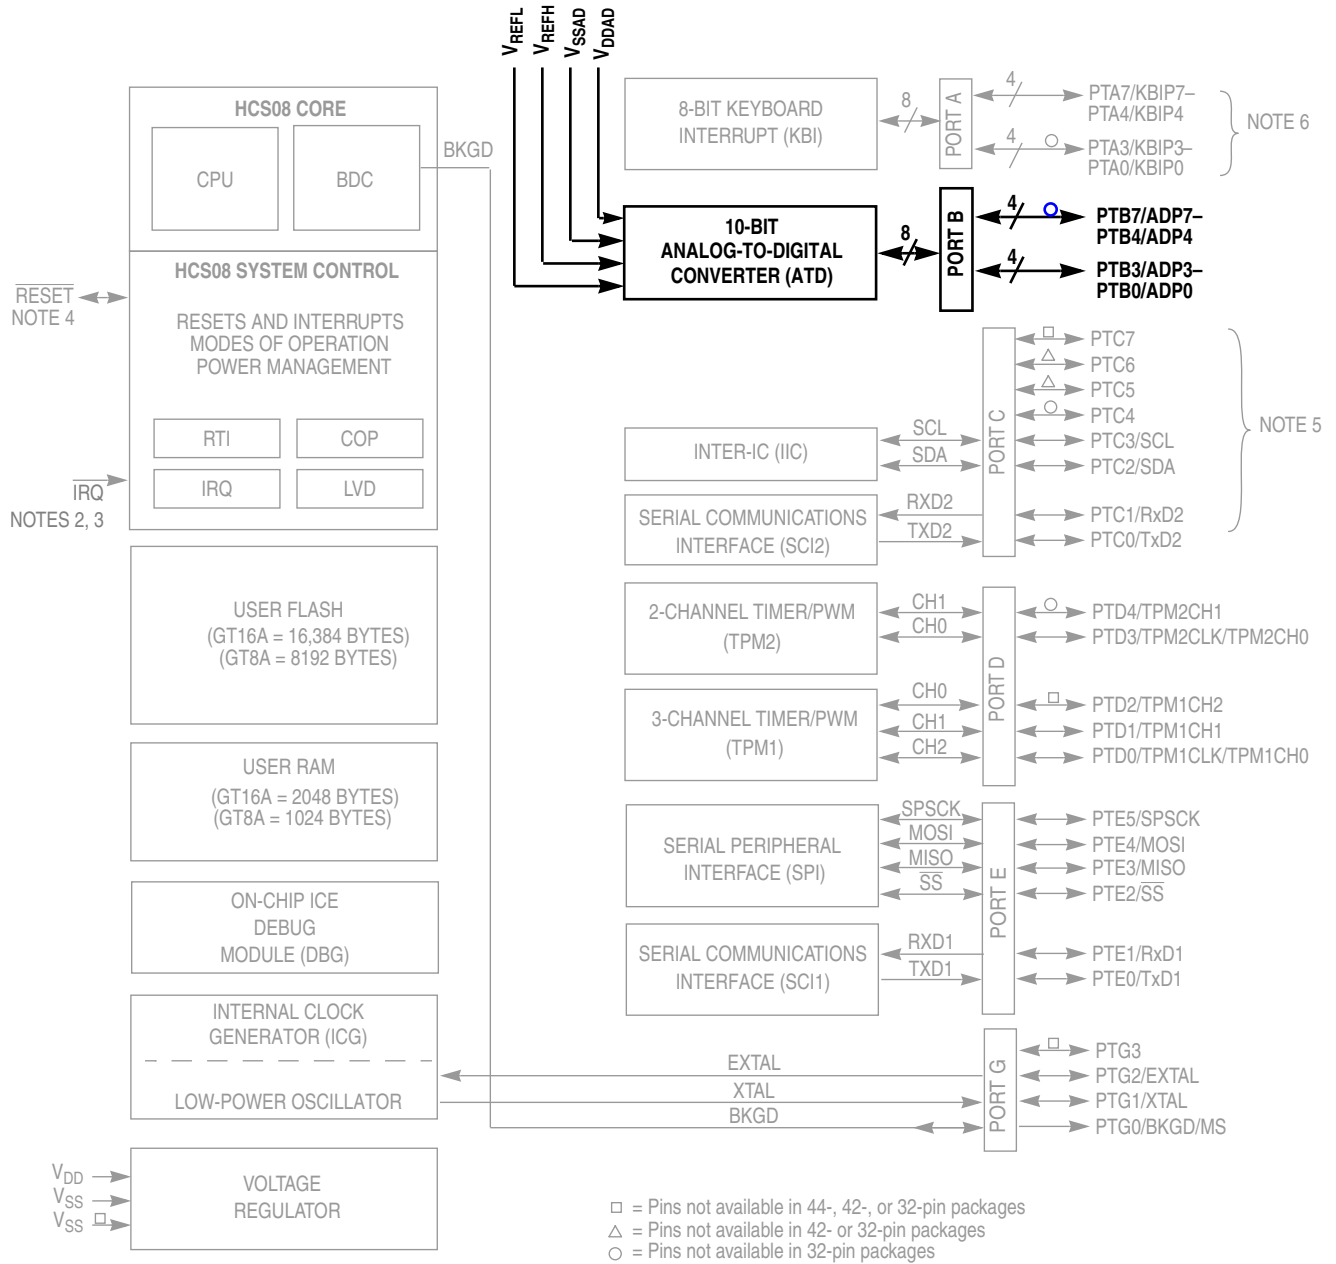 VREFL
VREFH
VSSAD
VDDAD
HCS08 CORE
CPU
BDC
BKGD
HCS08 SYSTEM CONTROL
RESET
NOTE 4
RESETS AND INTERRUPTS
MODES OF OPERATION
POWER MANAGEMENT
RTI
COP
IRQ
LVD
IRQ
NOTES 2, 3
USER FLASH
(GT16A = 16,384 BYTES)
(GT8A = 8192 BYTES)
USER RAM
(GT16A = 2048 BYTES)
(GT8A = 1024 BYTES)
ON-CHIP ICE
DEBUG
MODULE (DBG)
INTERNAL CLOCK
GENERATOR (ICG)
LOW-POWER OSCILLATOR
VDD
VSS
VSS
VOLTAGE
REGULATOR
8-BIT KEYBOARD
INTERRUPT (KBI)
8
PORT A
4
PTA7/KBIP7–
PTA4/KBIP4
4
PTA3/KBIP3–
PTA0/KBIP0
NOTE 6
10-BIT
ANALOG-TO-DIGITAL
CONVERTER (ATD)
8
PORT B
4
PTB7/ADP7–
PTB4/ADP4
4
PTB3/ADP3–
PTB0/ADP0
INTER-IC (IIC)
SCL
SDA
SERIAL COMMUNICATIONS
INTERFACE (SCI2)
RXD2
TXD2
PORT C
PTC7
PTC6
PTC5
PTC4
PTC3/SCL
PTC2/SDA
PTC1/RxD2
PTC0/TxD2
NOTE 5
2-CHANNEL TIMER/PWM
(TPM2)
CH1
CH0
3-CHANNEL TIMER/PWM
(TPM1)
CH0
CH1
CH2
PORT D
PTD4/TPM2CH1
PTD3/TPM2CLK/TPM2CH0
PTD2/TPM1CH2
PTD1/TPM1CH1
PTD0/TPM1CLK/TPM1CH0
SERIAL PERIPHERAL
INTERFACE (SPI)
SPSCK
MOSI
MISO
SS
SERIAL COMMUNICATIONS
INTERFACE (SCI1)
RXD1
TXD1
PORT E
PTE5/SPSCK
PTE4/MOSI
PTE3/MISO
PTE2/SS
PTE1/RxD1
PTE0/TxD1
EXTAL
XTAL
BKGD
PORT G
PTG3
PTG2/EXTAL
PTG1/XTAL
PTG0/BKGD/MS
= Pins not available in 44-, 42-, or 32-pin packages
= Pins not available in 42- or 32-pin packages
= Pins not available in 32-pin packages